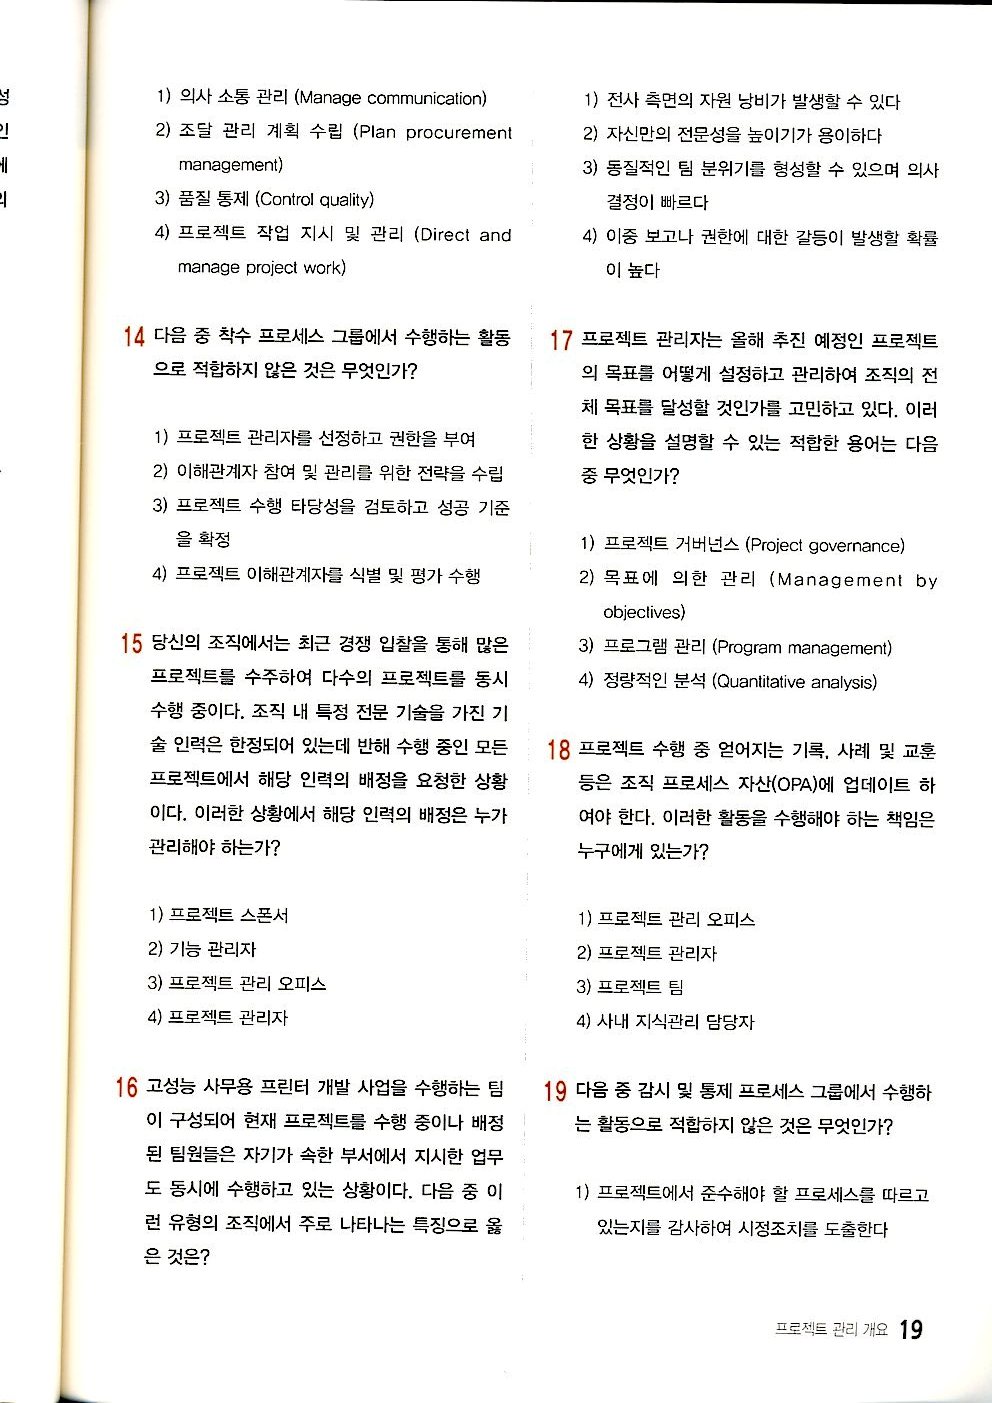 성
인
에
의
1) 의사 소통 관리 (Manage communication)
2) 조달 관리 계획 수립 (Plan procurement
management)
3) 품질 통제 (Control quality)
4) 프로젝트 작업 지시 및 관리 (Direct and
manage project work)
14 다음 중 착수 프로세스 그룹에서 수행하는 활동
으로 적합하지 않은 것은 무엇인가?
1) 프로젝트 관리자를 선정하고 권한을 부여
2) 이해관계자 참여 및 관리를 위한 전략을 수립
3) 프로젝트 수행 타당성을 검토하고 성공 기준
을 확정
4) 프로젝트 이해관계자를 식별 및 평가 수행
15 당신의 조직에서는 최근 경쟁 입찰을 통해 많은
프로젝트를 수주하여 다수의 프로젝트를 동시
수행 중이다. 조직 내 특정 전문 기술을 가진 기
술 인력은 한정되어 있는데 반해 수행 중인 모든
프로젝트에서 해당 인력의 배정을 요청한 상황
이다. 이러한 상황에서 해당 인력의 배정은 누가
관리해야 하는가?
1) 프로젝트 스폰서
2) 기능 관리자
3) 프로젝트 관리 오피스
4) 프로젝트 관리자
16 고성능 사무용 프린터 개발 사업을 수행하는 팀
이 구성되어 현재 프로젝트를 수행 중이나 배정
된 팀원들은 자기가 속한 부서에서 지시한 업무
도 동시에 수행하고 있는 상황이다. 다음 중 이
런 유형의 조직에서 주로 나타나는 특징으로 옳
은 것은?
1) 전사 측면의 자원 낭비가 발생할 수 있다
2) 자신만의 전문성을 높이기가 용이하다
3) 동질적인 팀 분위기를 형성할 수 있으며 의사
결정이 빠르다
4) 이중 보고나 권한에 대한 갈등이 발생할 확률
이 높다
17 프로젝트 관리자는 올해 추진 예정인 프로젝트
의 목표를 어떻게 설정하고 관리하여 조직의 전
체 목표를 달성할 것인가를 고민하고 있다. 이러
한 상황을 설명할 수 있는 적합한 용어는 다음
중 무엇인가?
1) 프로젝트 거버넌스 (Project governance)
2) 목표에 의한 관리 (Management by
objectives)
3) 프로그램 관리 (Program management)
4) 정량적인 분석 (Quantitative analysis)
18 프로젝트 수행 중 얻어지는 기록, 사례 및 교훈
등은 조직 프로세스 자산(OPA)에 업데이트 하
여야 한다. 이러한 활동을 수행해야 하는 책임은
누구에게 있는가?
1) 프로젝트 관리 오피스
2) 프로젝트 관리자
3) 프로젝트 팀
4) 사내 지식관리 담당자
19 다음 중 감시 및 통제 프로세스 그룹에서 수행하
는 활동으로 적합하지 않은 것은 무엇인가?
1) 프로젝트에서 준수해야 할 프로세스를 따르고
있는지를 감사하여 시정조치를 도출한다
프로젝트 관리 개요 19